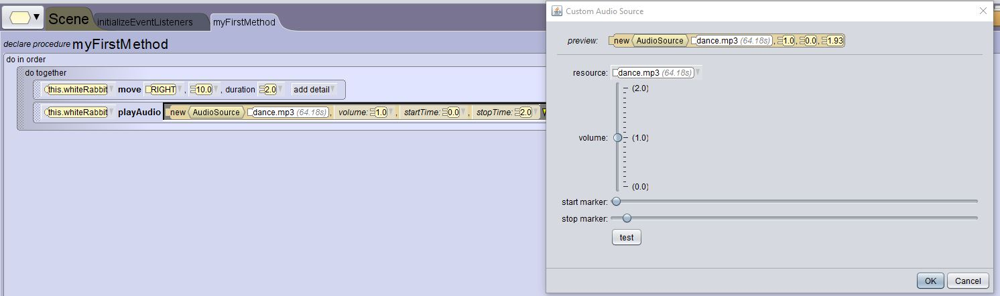 Scene initializeEventListeners myFirstMethod
declare procedure myFirstMethod
do in order
do together
this.whiteRabbit move RIGHT , 10.0 , duration 2.0 add detail
this.whiteRabbit playAudio new AudioSource dance.mp3 (64.18s) , volume: 1.0 , startTime: 0.0 , stopTime: 2.0
Custom Audio Source
preview: new AudioSource dance.mp3 (64.18s) , 1.0 , 0.0 , 1.93
resource: dance.mp3 (64.18s)
(2.0)
volume: (1.0)
(0.0)
start marker:
stop marker:
test
OK Cancel